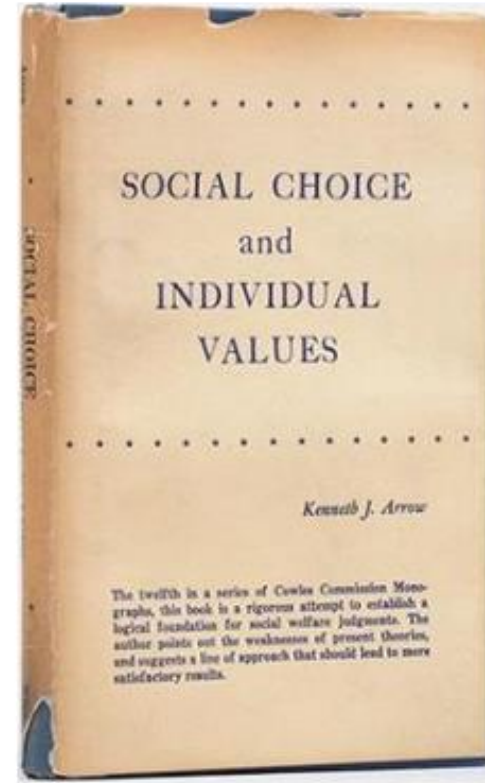 SOCIAL CHOICE
and
INDIVIDUAL
VALUES
Kenneth J. Arrow
The twelfth in a series of Cowles Commission Mono-
graphs, this book is a rigorous attempt to establish a
logical foundation for social welfare judgments. The
author points out the weaknesses of present theories,
and suggests a line of approach that should lead to more
satisfactory results.
SOCIAL CHOICE